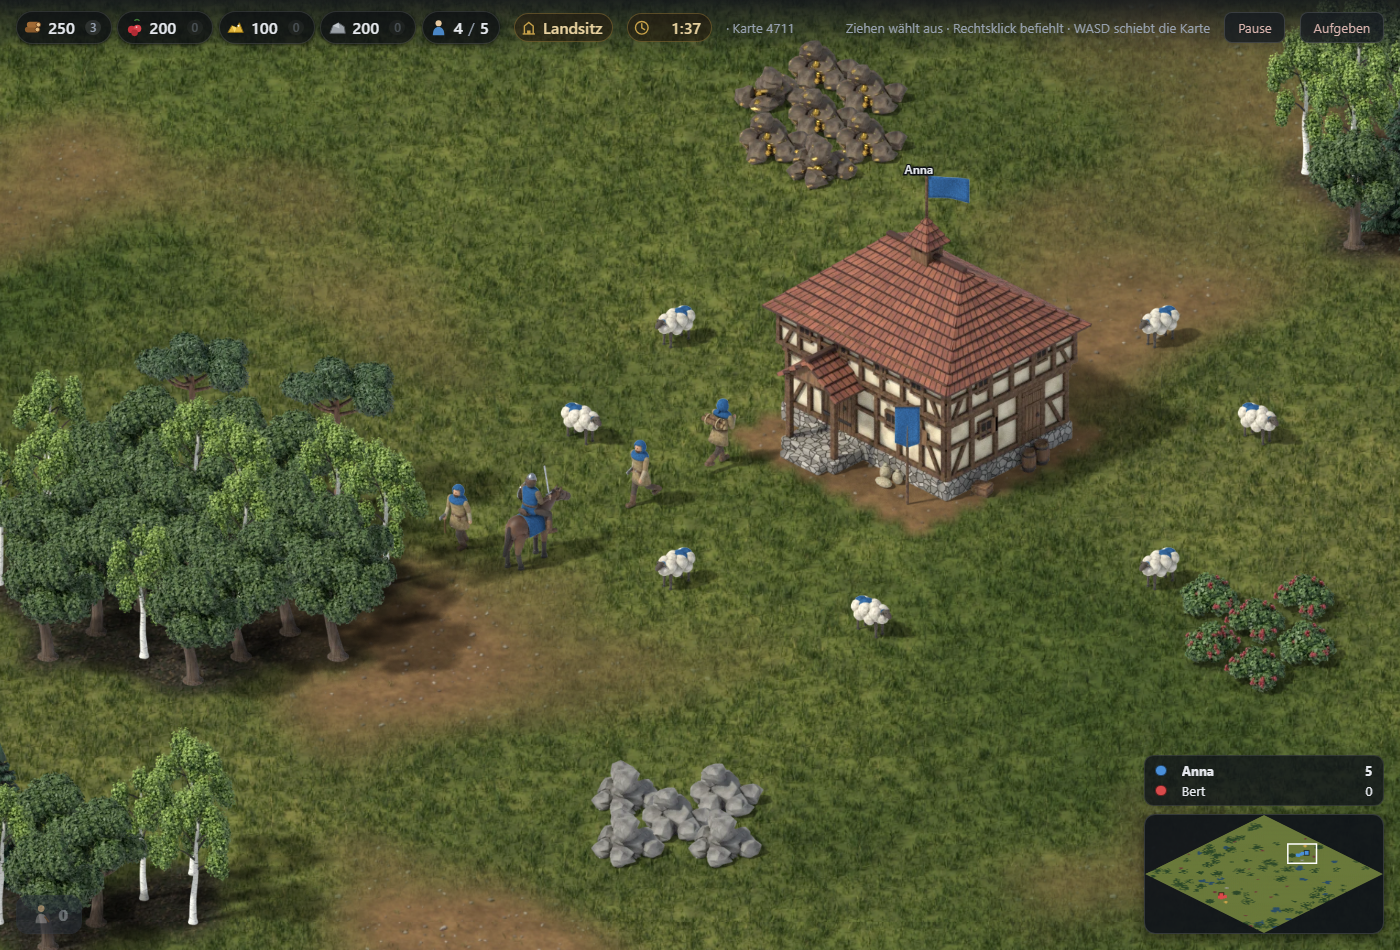 250 3 200 0 100 0 200 0 4 / 5 Landsitz 1:37 · Karte 4711 Ziehen wählt aus · Rechtsklick befiehlt · WASD schiebt die Karte Pause Aufgeben
Anna
Anna 5
Bert 0
0